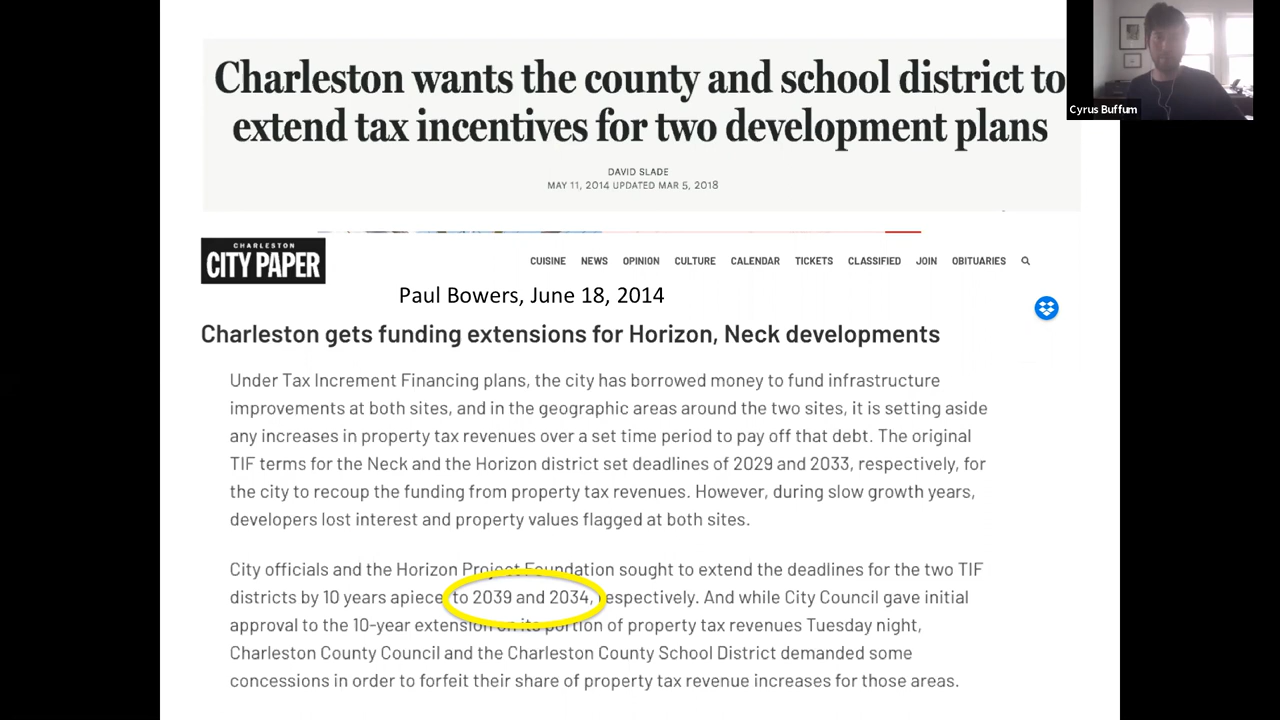 Charleston wants the county and school district to
extend tax incentives for two development plans
DAVID SLADE
MAY 11, 2014 UPDATED MAR 5, 2018
Cyrus Buffum
CHARLESTON
CITY PAPER
CUISINE NEWS OPINION CULTURE CALENDAR TICKETS CLASSIFIED JOIN OBITUARIES
Paul Bowers, June 18, 2014
Charleston gets funding extensions for Horizon, Neck developments
Under Tax Increment Financing plans, the city has borrowed money to fund infrastructure
improvements at both sites, and in the geographic areas around the two sites, it is setting aside
any increases in property tax revenues over a set time period to pay off that debt. The original
TIF terms for the Neck and the Horizon district set deadlines of 2029 and 2033, respectively, for
the city to recoup the funding from property tax revenues. However, during slow growth years,
developers lost interest and property values flagged at both sites.
City officials and the Horizon Project Foundation sought to extend the deadlines for the two TIF
districts by 10 years apiece, to 2039 and 2034, respectively. And while City Council gave initial
approval to the 10-year extension on its portion of property tax revenues Tuesday night,
Charleston County Council and the Charleston County School District demanded some
concessions in order to forfeit their share of property tax revenue increases for those areas.